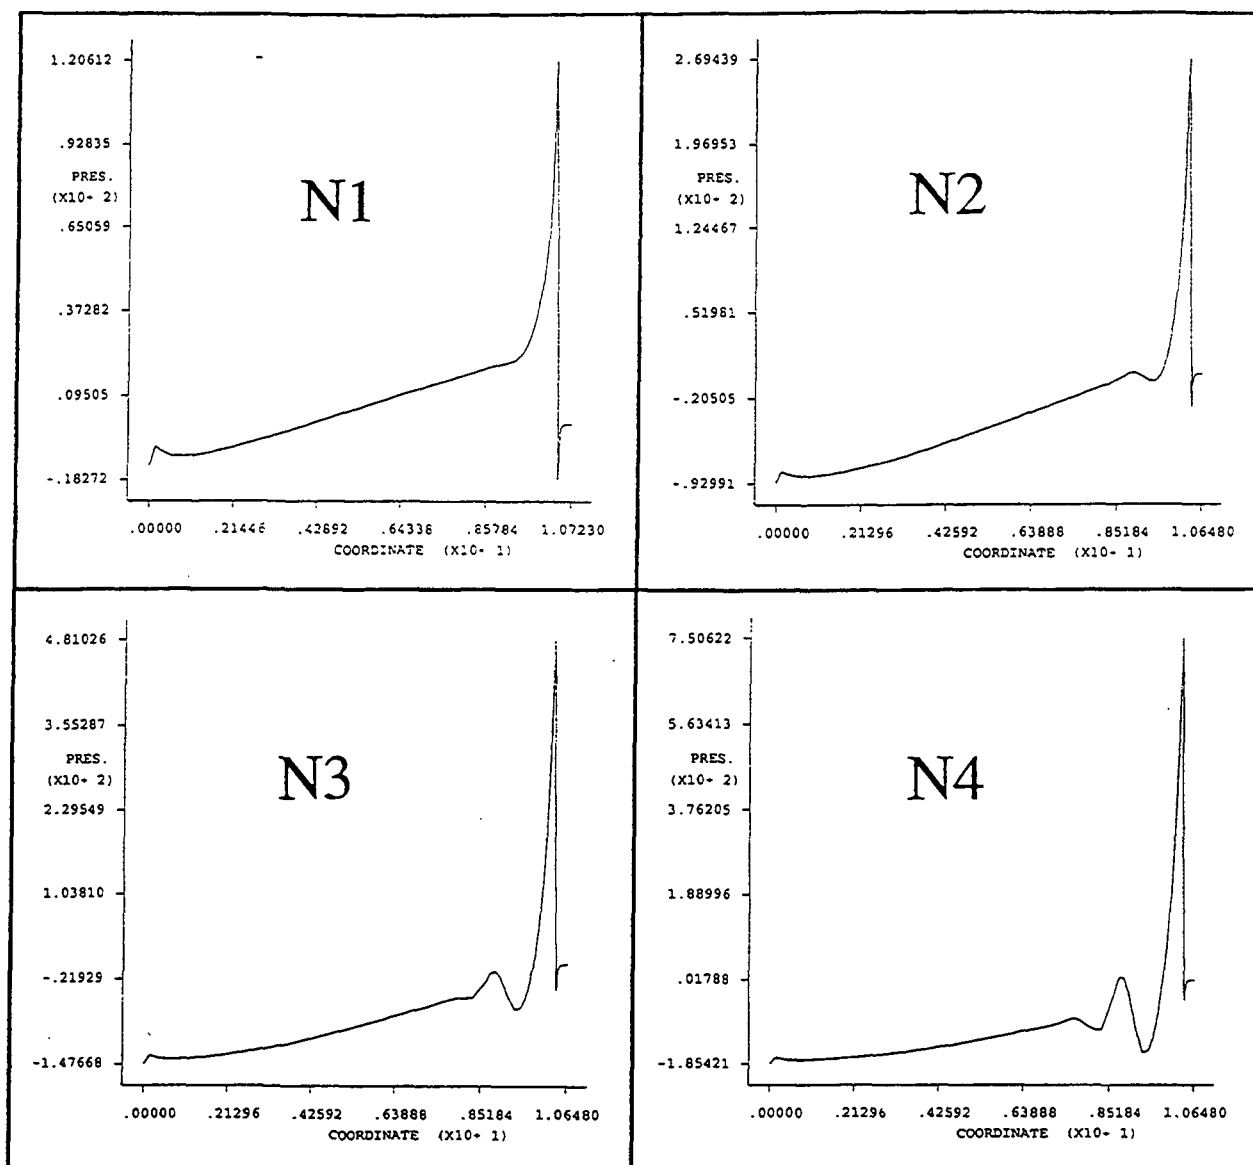 1.20612
.92835
PRES.
(X10+ 2)
.65059
.37282
.09505
-.18272
N1
.00000 .21446 .42892 .64338 .85784 1.07230
COORDINATE (X10+ 1)
2.69439
1.96953
PRES.
(X10+ 2)
1.24467
.51981
-.20505
-.92991
N2
.00000 .21296 .42592 .63888 .85184 1.06480
COORDINATE (X10+ 1)
4.81026
3.55287
PRES.
(X10+ 2)
2.29549
1.03810
-.21929
-1.47668
N3
.00000 .21296 .42592 .63888 .85184 1.06480
COORDINATE (X10+ 1)
7.50622
5.63413
PRES.
(X10+ 2)
3.76205
1.88996
.01788
-1.85421
N4
.00000 .21296 .42592 .63888 .85184 1.06480
COORDINATE (X10+ 1)